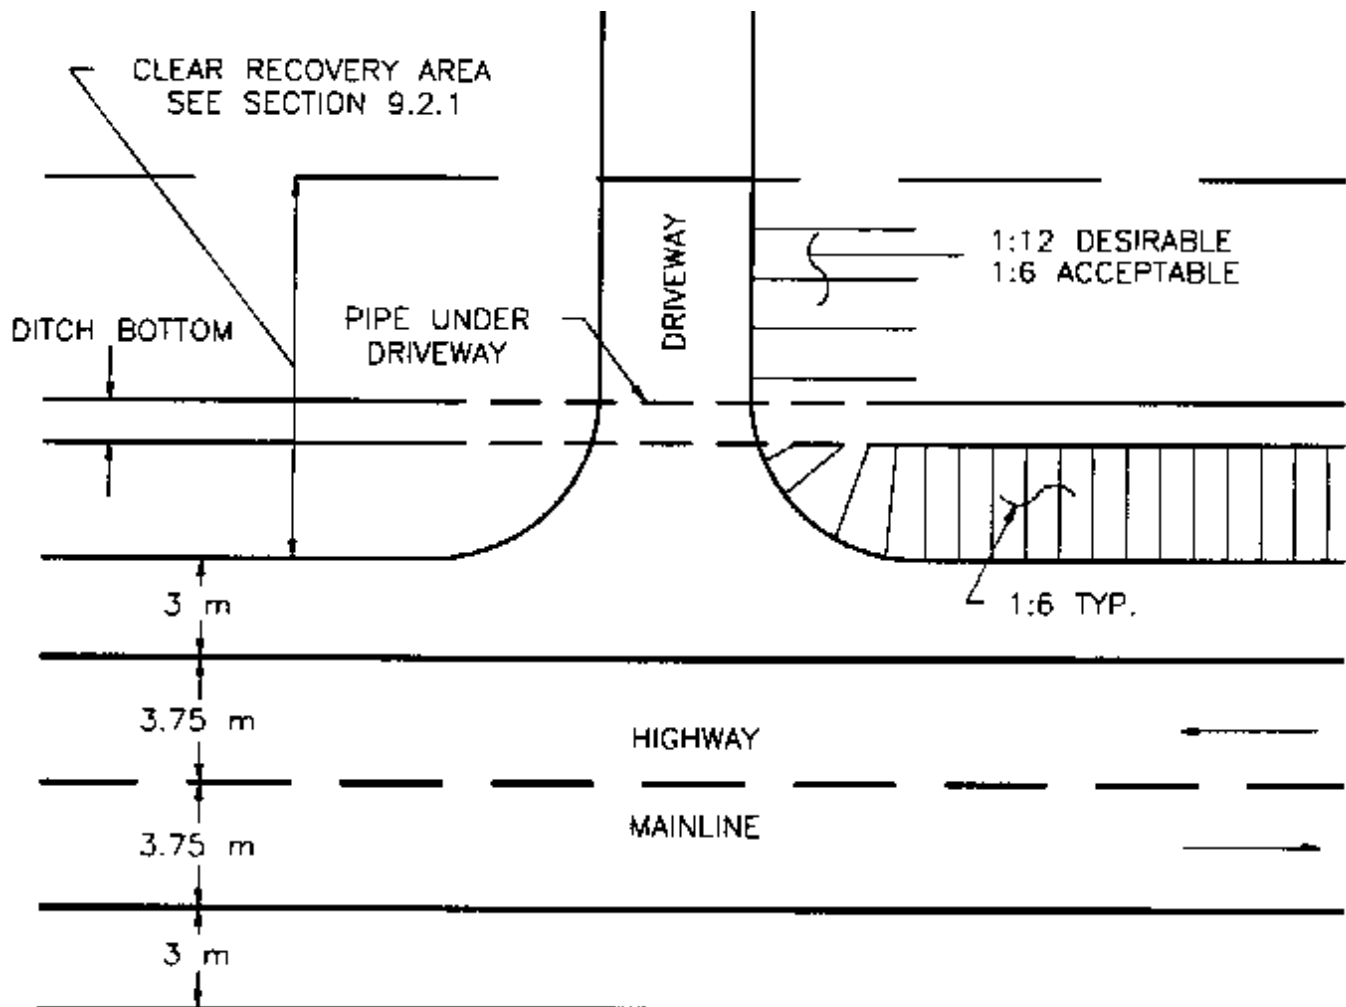 CLEAR RECOVERY AREA
SEE SECTION 9.2.1
DRIVEWAY
1:12 DESIRABLE
1:6 ACCEPTABLE
DITCH BOTTOM
PIPE UNDER
DRIVEWAY
3 m
1:6 TYP.
3.75 m
HIGHWAY
3.75 m
MAINLINE
3 m